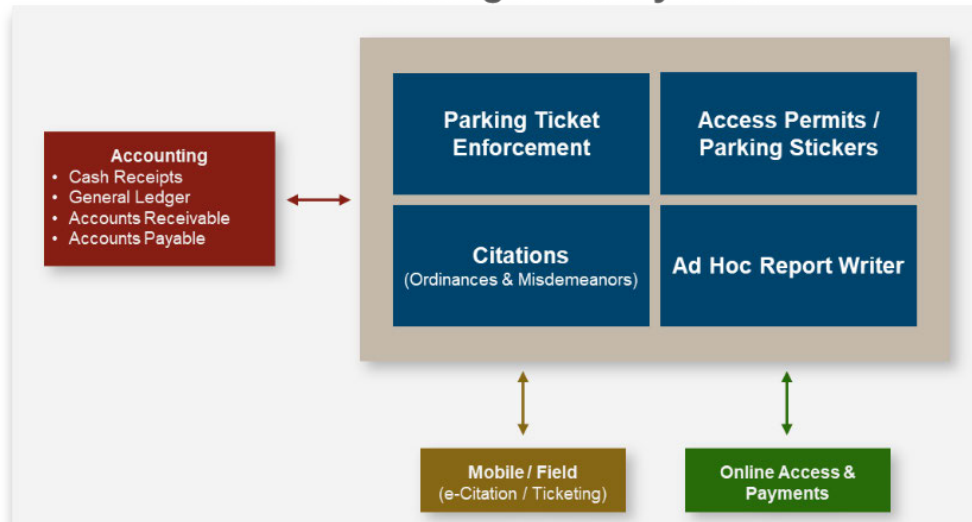 Accounting
• Cash Receipts
• General Ledger
• Accounts Receivable
• Accounts Payable
Parking Ticket
Enforcement
Access Permits /
Parking Stickers
Citations
(Ordinances & Misdemeanors)
Ad Hoc Report Writer
Mobile / Field
(e-Citation / Ticketing)
Online Access &
Payments